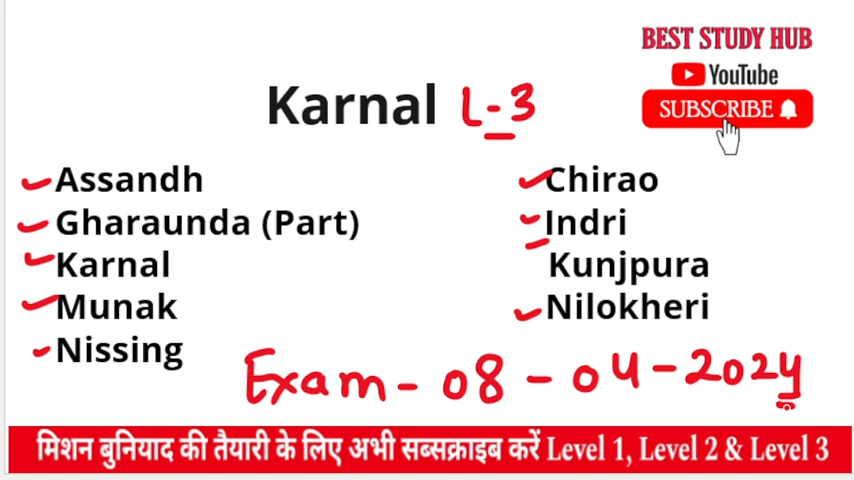 BEST STUDY HUB
YouTube
SUBSCRIBE
Karnal L-3
Assandh
Gharaunda (Part)
Karnal
Munak
Nissing
Chirao
Indri
Kunjpura
Nilokheri
Exam - 08 - 04 - 2024
मिशन बुनियाद की तैयारी के लिए अभी सब्सक्राइब करें Level 1, Level 2 & Level 3